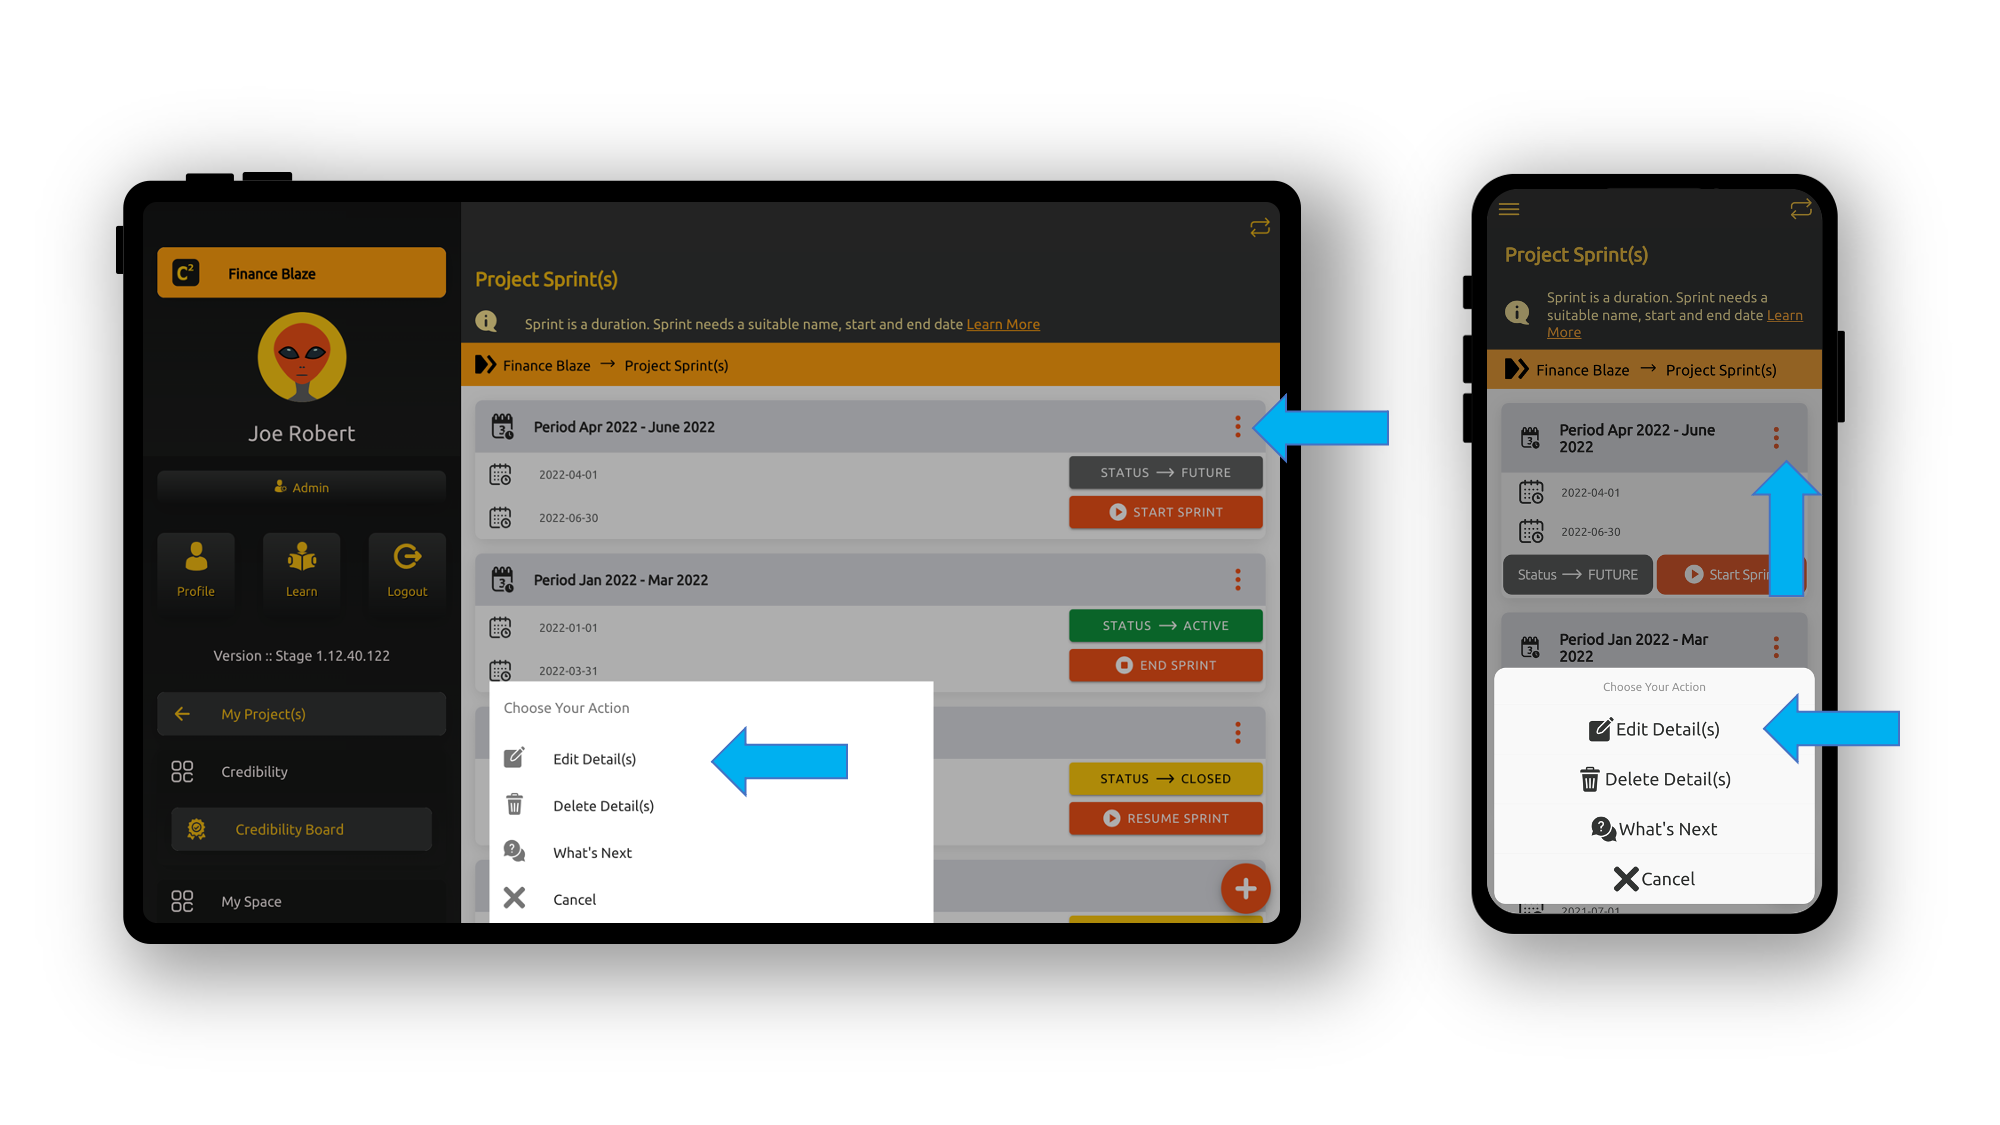 C²
Finance Blaze
Joe Robert
Admin
Profile
Learn
Logout
Version :: Stage 1.12.40.122
My Project(s)
Credibility
Credibility Board
My Space
Project Sprint(s)
Sprint is a duration. Sprint needs a suitable name, start and end date Learn More
Finance Blaze → Project Sprint(s)
3
Period Apr 2022 - June 2022
2022-04-01
STATUS → FUTURE
2022-06-30
START SPRINT
3
Period Jan 2022 - Mar 2022
2022-01-01
STATUS → ACTIVE
2022-03-31
END SPRINT
STATUS → CLOSED
RESUME SPRINT
Choose Your Action
Edit Detail(s)
Delete Detail(s)
What's Next
Cancel
Project Sprint(s)
Sprint is a duration. Sprint needs a
suitable name, start and end date Learn
More
Finance Blaze → Project Sprint(s)
3
Period Apr 2022 - June
2022
2022-04-01
2022-06-30
Status → FUTURE
Start Spri
3
Period Jan 2022 - Mar
2022
Choose Your Action
Edit Detail(s)
Delete Detail(s)
What's Next
Cancel
2021-07-01